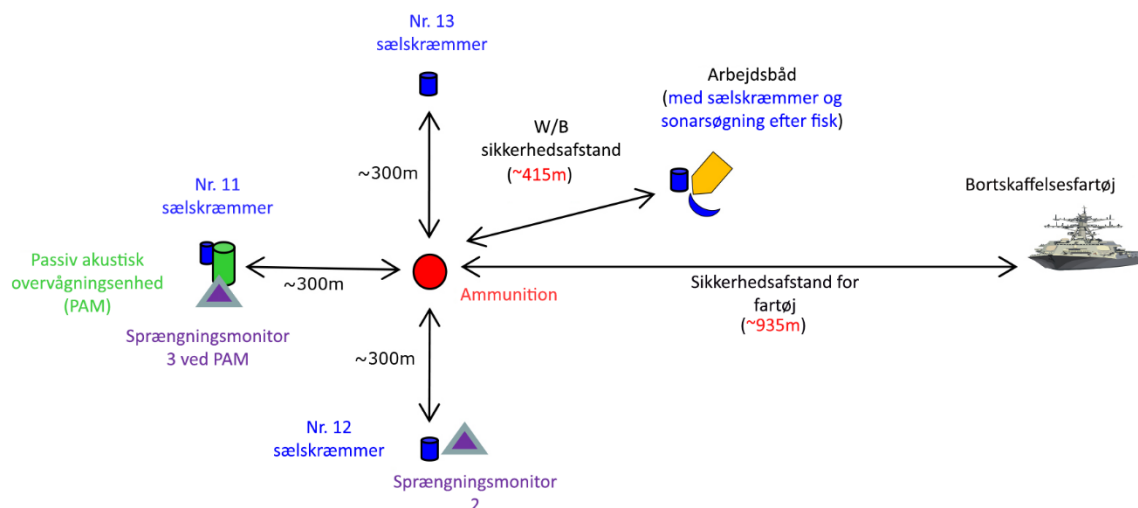 Nr. 13
sælskræmmer
Arbejdsbåd
(med sælskræmmer og
sonarsøgning efter fisk)
W/B
sikkerhedsafstand
(~415m)
~300m
Nr. 11
sælskræmmer
Bortskaffelsesfartøj
Passiv akustisk
overvågningsenhed
(PAM)
~300m
Ammunition
Sikkerhedsafstand for
fartøj
(~935m)
Sprængningsmonitor
3 ved PAM
~300m
Nr. 12
sælskræmmer
Sprængningsmonitor
2